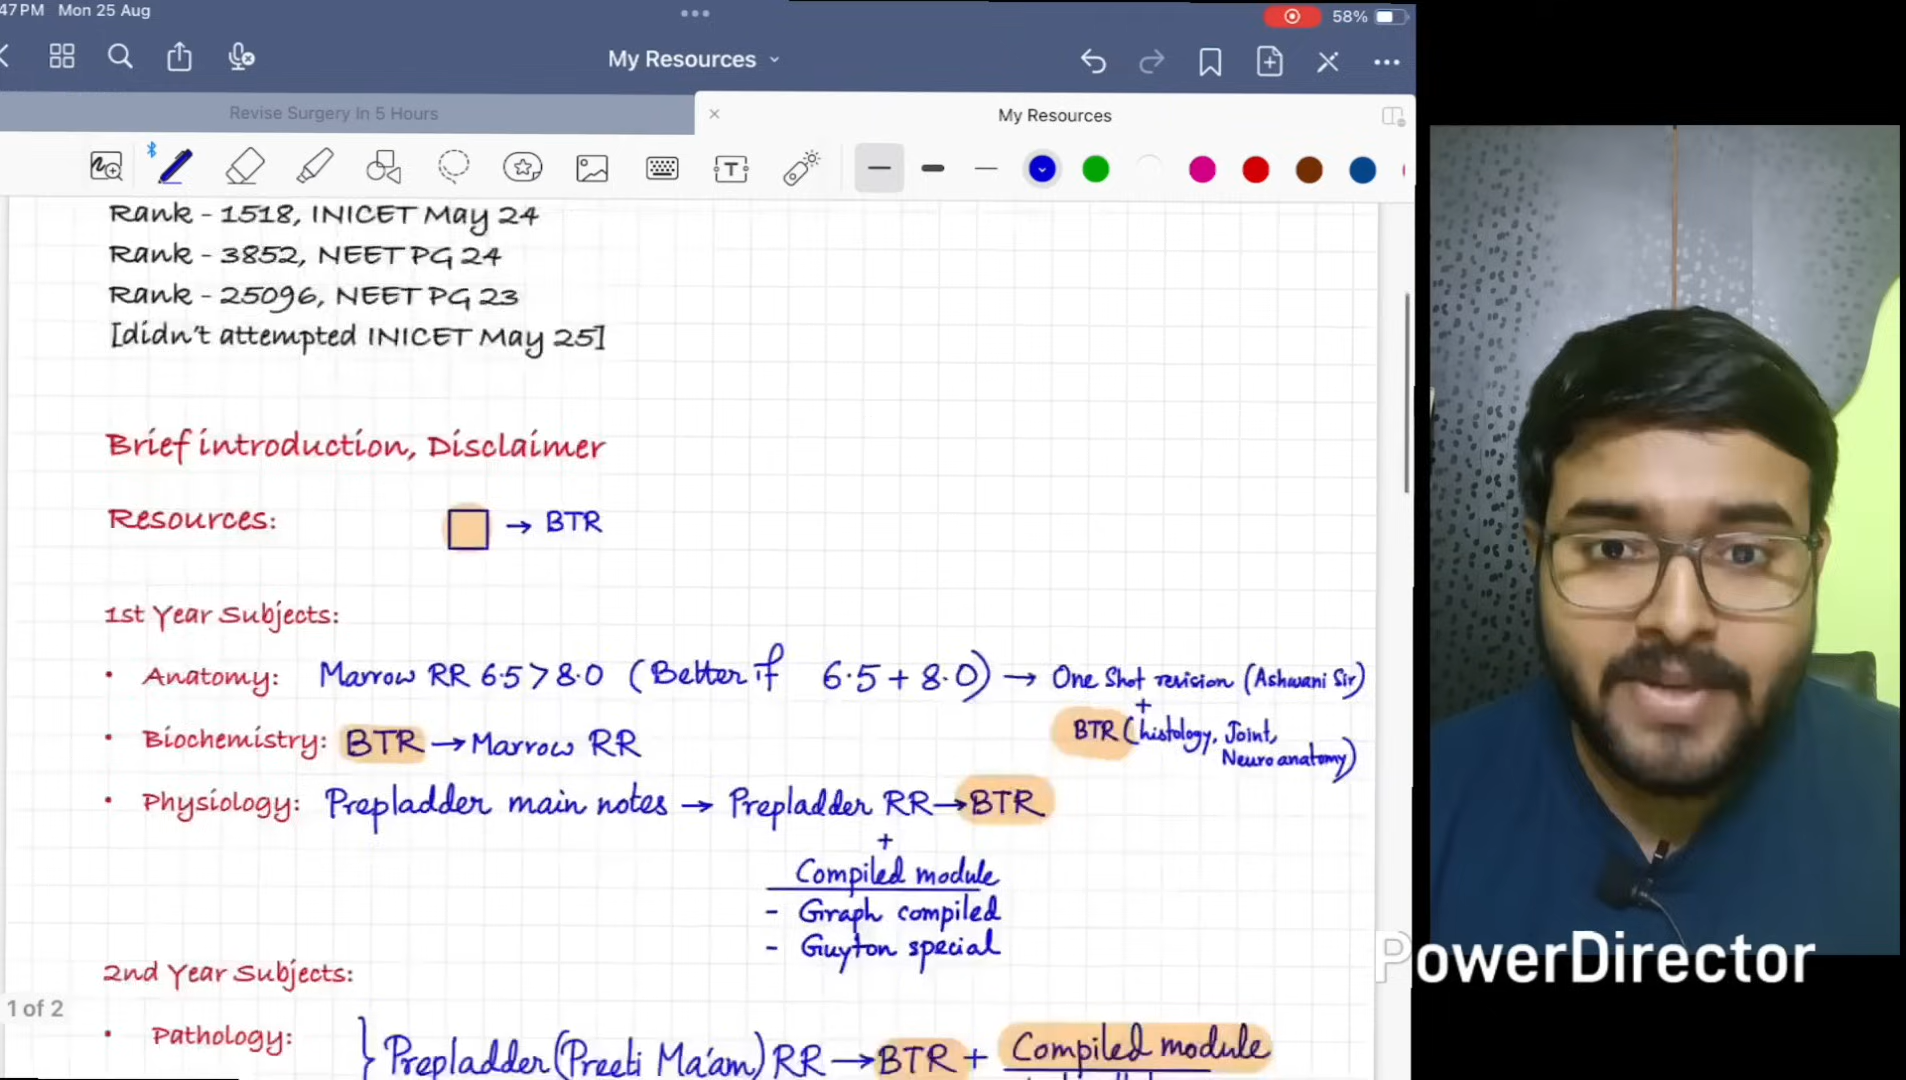 47 PM Mon 25 Aug
58%
My Resources
Revise Surgery In 5 Hours
My Resources
Rank - 1518, INICET May 24
Rank - 3852, NEET PG 24
Rank - 25096, NEET PG 23
[didn't attempted INICET May 25]
Brief introduction, Disclaimer
Resources: → BTR
1st Year Subjects:
• Anatomy: Marrow RR 6.5 > 8.0 (Better if 6.5 + 8.0) → One Shot revision (Ashwani Sir)
+
BTR (histology, Joint,
Neuroanatomy)
• Biochemistry: BTR → Marrow RR
• Physiology: Prepladder main notes → Prepladder RR → BTR
+
Compiled module
- Graph compiled
- Guyton special
2nd Year Subjects:
1 of 2
• Pathology:
} Prepladder (Preeti Ma'am) RR → BTR + Compiled module
PowerDirector